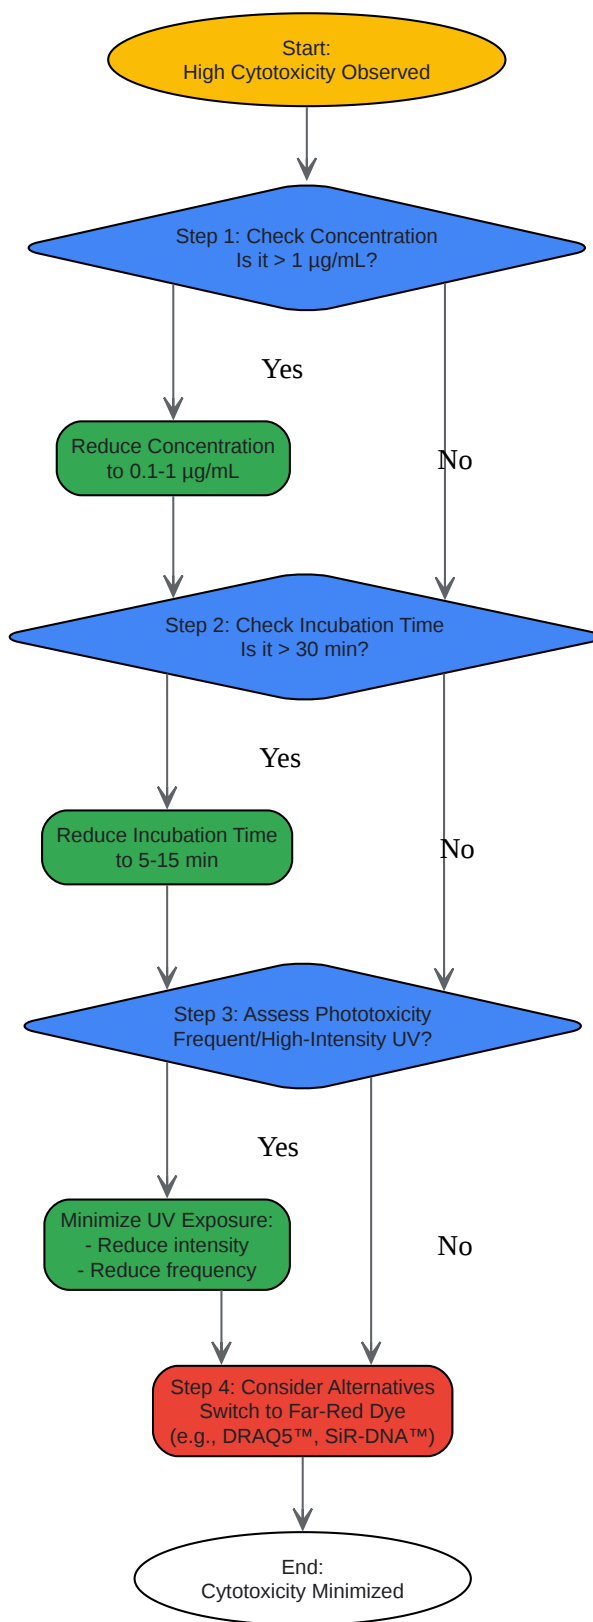 Start:
High Cytotoxicity Observed
Step 1: Check Concentration
Is it > 1 µg/mL?
Yes
Reduce Concentration
to 0.1-1 µg/mL
No
Step 2: Check Incubation Time
Is it > 30 min?
Yes
Reduce Incubation Time
to 5-15 min
No
Step 3: Assess Phototoxicity
Frequent/High-Intensity UV?
Yes
Minimize UV Exposure:
- Reduce intensity
- Reduce frequency
No
Step 4: Consider Alternatives
Switch to Far-Red Dye
(e.g., DRAQ5™, SiR-DNA™)
End:
Cytotoxicity Minimized